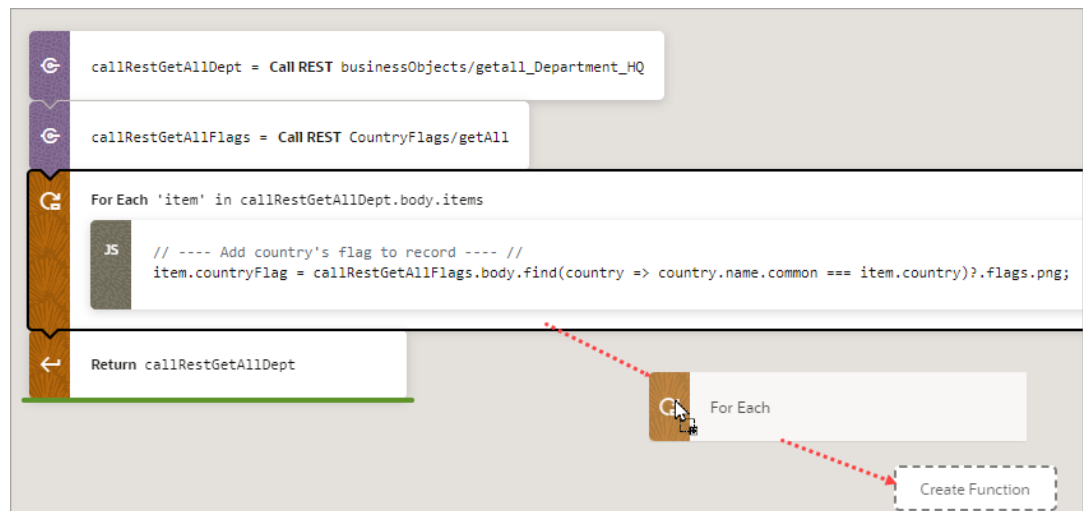 callRestGetAllDept = Call REST businessObjects/getall_Department_HQ
callRestGetAllFlags = Call REST CountryFlags/getAll
For Each 'item' in callRestGetAllDept.body.items
JS
// ---- Add country's flag to record ---- //
item.countryFlag = callRestGetAllFlags.body.find(country => country.name.common === item.country)?.flags.png;
Return callRestGetAllDept
For Each
Create Function